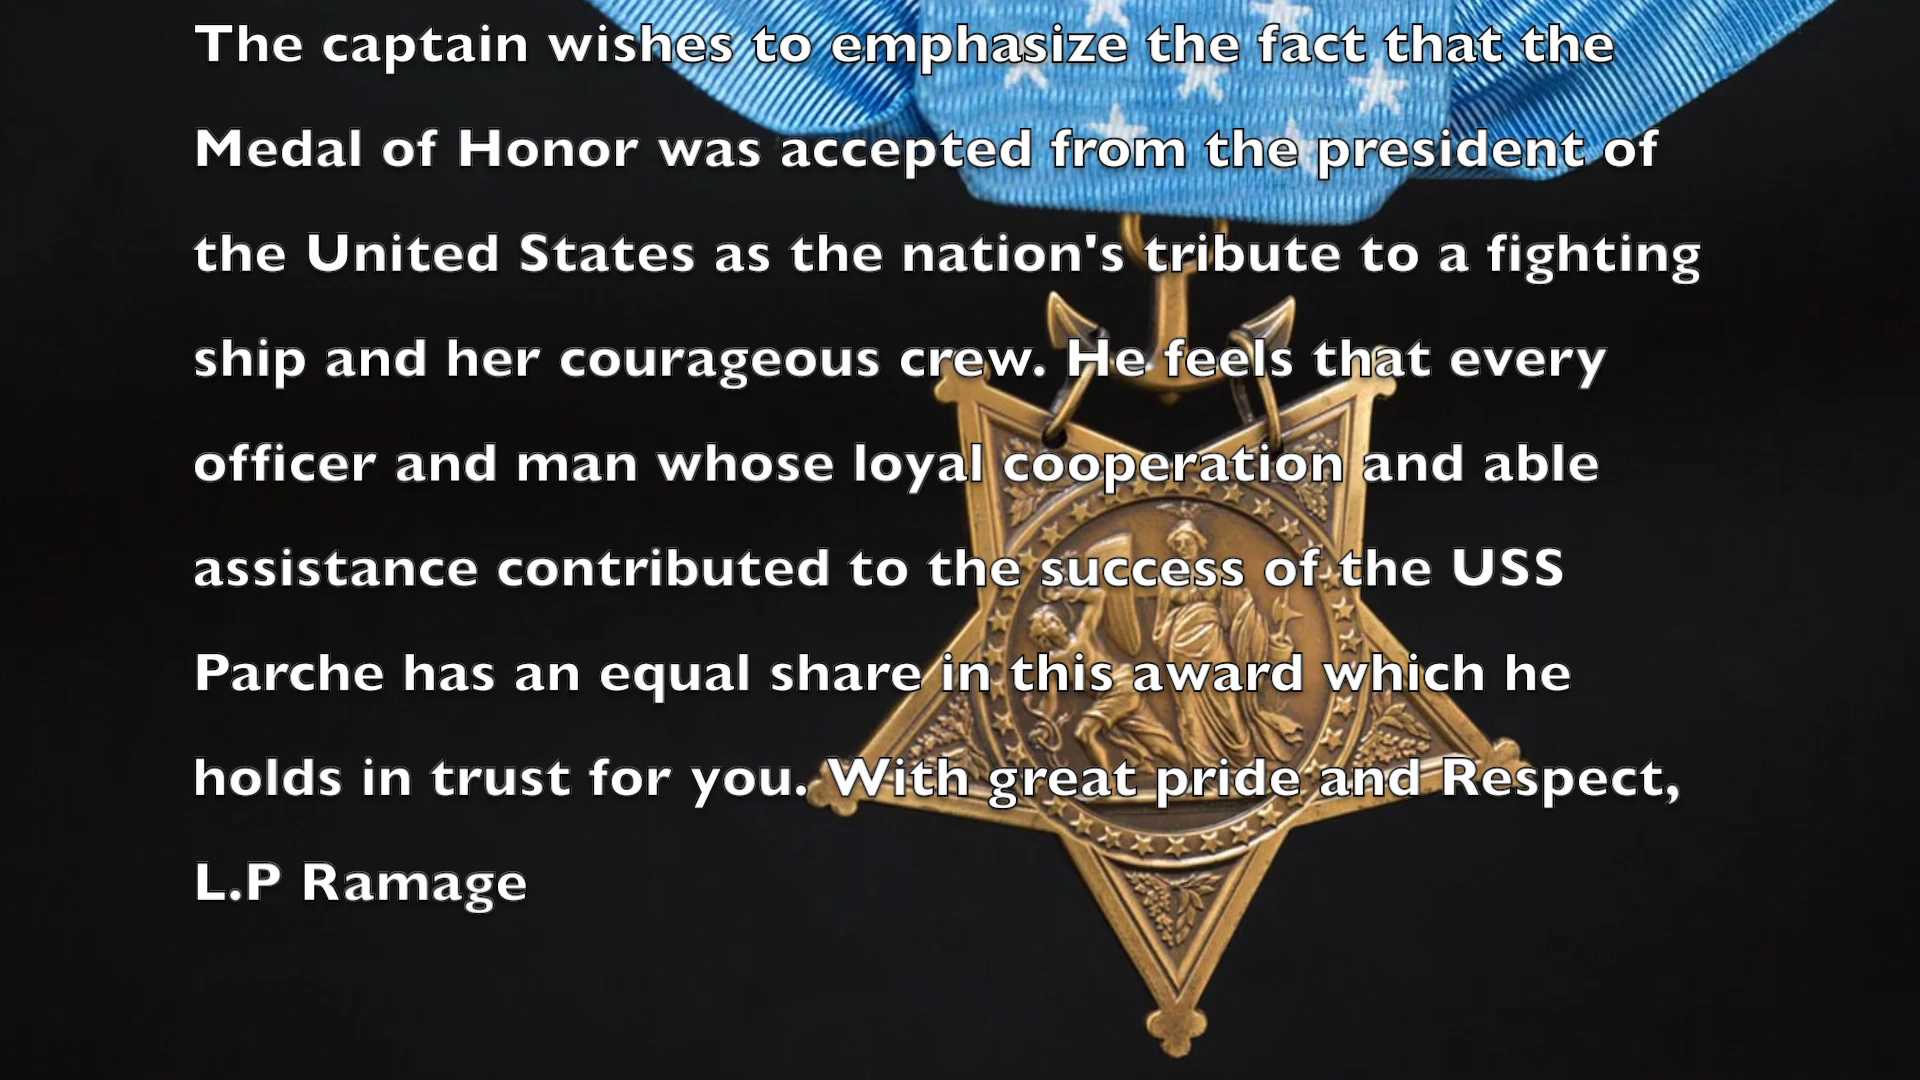 The captain wishes to emphasize the fact that the
Medal of Honor was accepted from the president of
the United States as the nation's tribute to a fighting
ship and her courageous crew. He feels that every
officer and man whose loyal cooperation and able
assistance contributed to the success of the USS
Parche has an equal share in this award which he
holds in trust for you. With great pride and Respect,
L.P Ramage